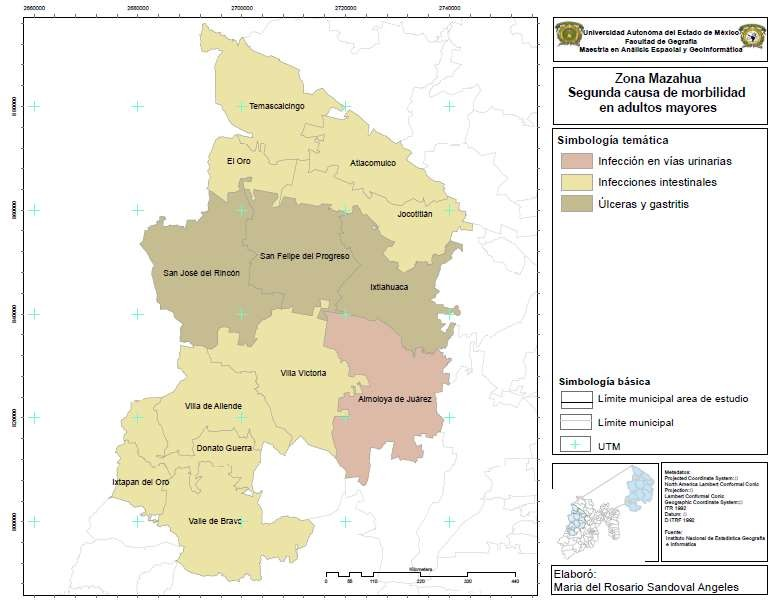 2660000 2680000 2700000 2720000 2740000
Temascalcingo
El Oro
Atlacomulco
Jocotitlán
San José del Rincón
San Felipe del Progreso
Ixtlahuaca
Villa Victoria
Almoloya de Juárez
Villa de Allende
Donato Guerra
Ixtapan del Oro
Valle de Bravo
Kilometers
0 55 110 220 330 440
Universidad Autonóma del Estado de México
Facultad de Gegrafía
Maestría en Análisis Espacial y Geoinformática
Zona Mazahua
Segunda causa de morbilidad
en adultos mayores
Simbología temática
Infección en vías urinarias
Infecciones intestinales
Úlceras y gastritis
Simbología básica
Límite municipal area de estudio
Límite municipal
UTM
Metadatos:
Projected Coordinate System:
North America Lambert Conformal Conic
Projection:
Lambert Conformal Conic
Geographic Coordinate System:
ITR 1992
Datum:
D ITRF 1992
Fuente:
Instituto Nacional de Estadística Geografía
e Informática
Elaboró:
Maria del Rosario Sandoval Angeles